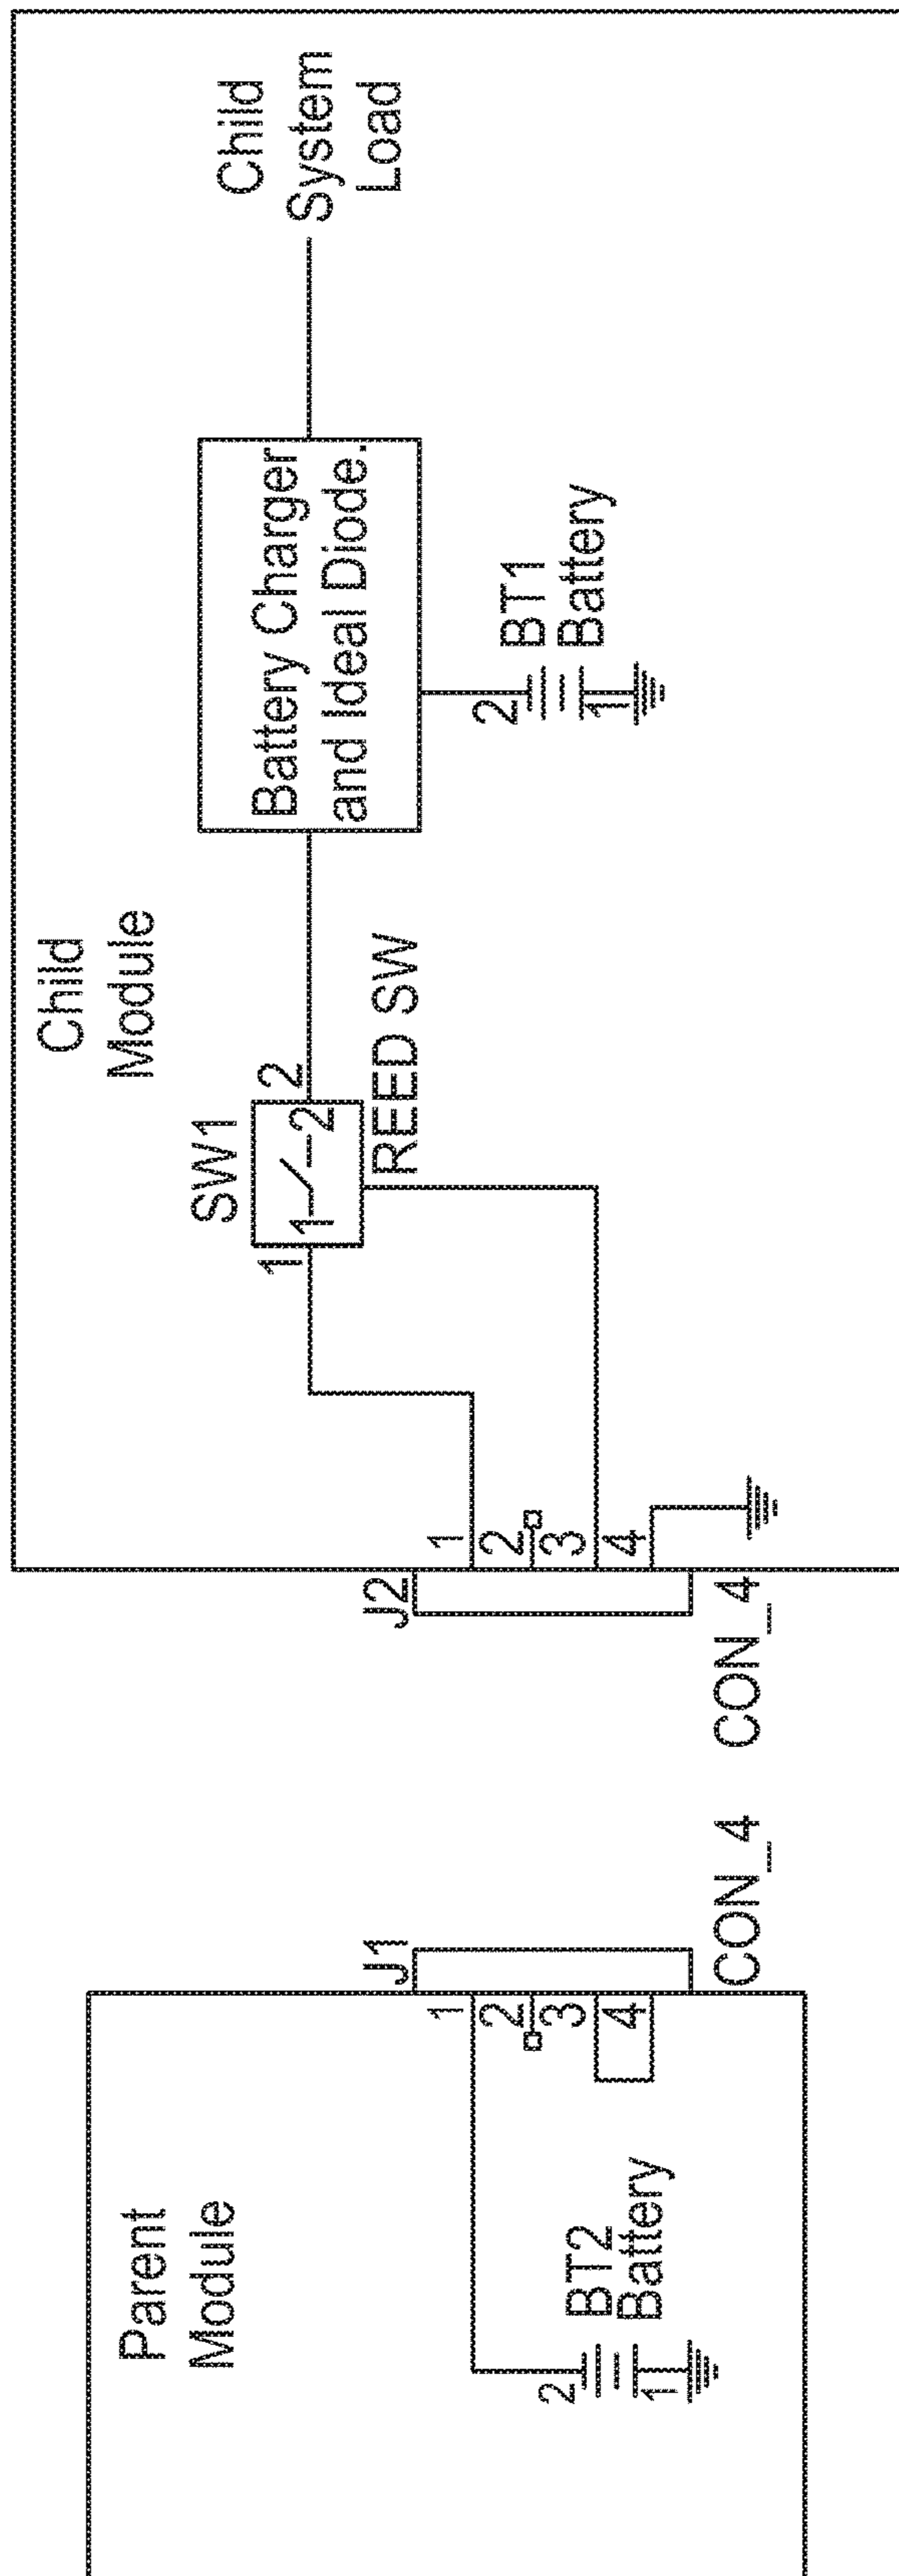 Parent
Module
BT2
Battery
2
1
J1
1
2
3
4
CON_4
Child
Module
J2
1
2
3
4
CON_4
SW1
1
1
2
2
REED SW
Battery Charger
and Ideal Diode.
2
1
BT1
Battery
Child
System
Load